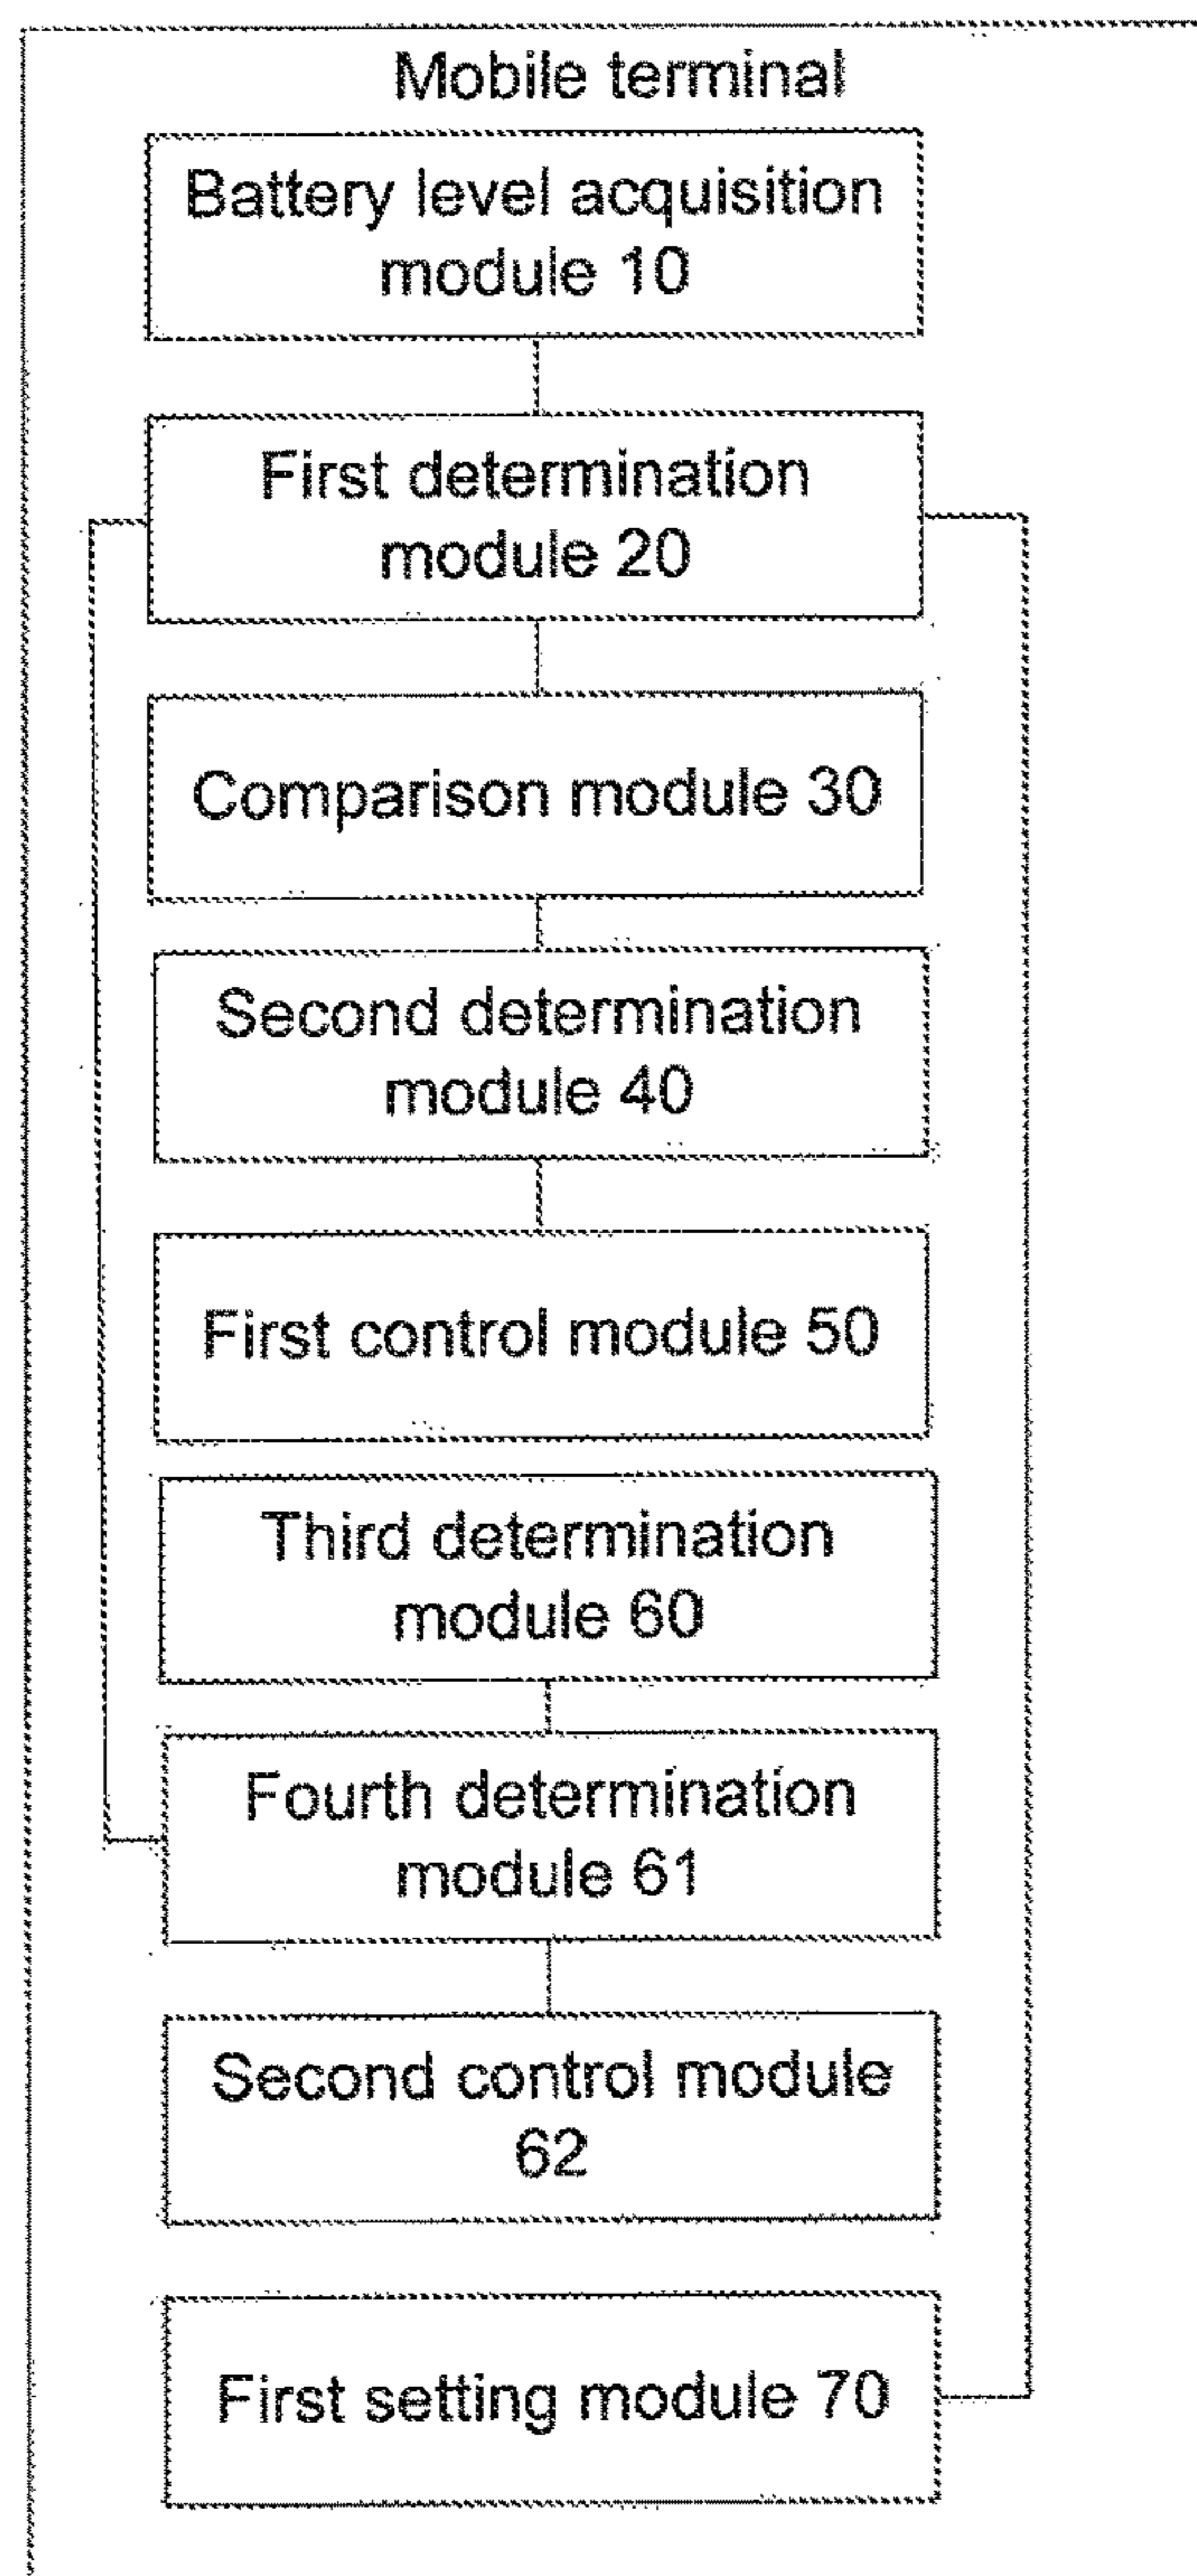 Mobile terminal
Battery level acquisition
module 10
First determination
module 20
Comparison module 30
Second determination
module 40
First control module 50
Third determination
module 60
Fourth determination
module 61
Second control module
62
First setting module 70